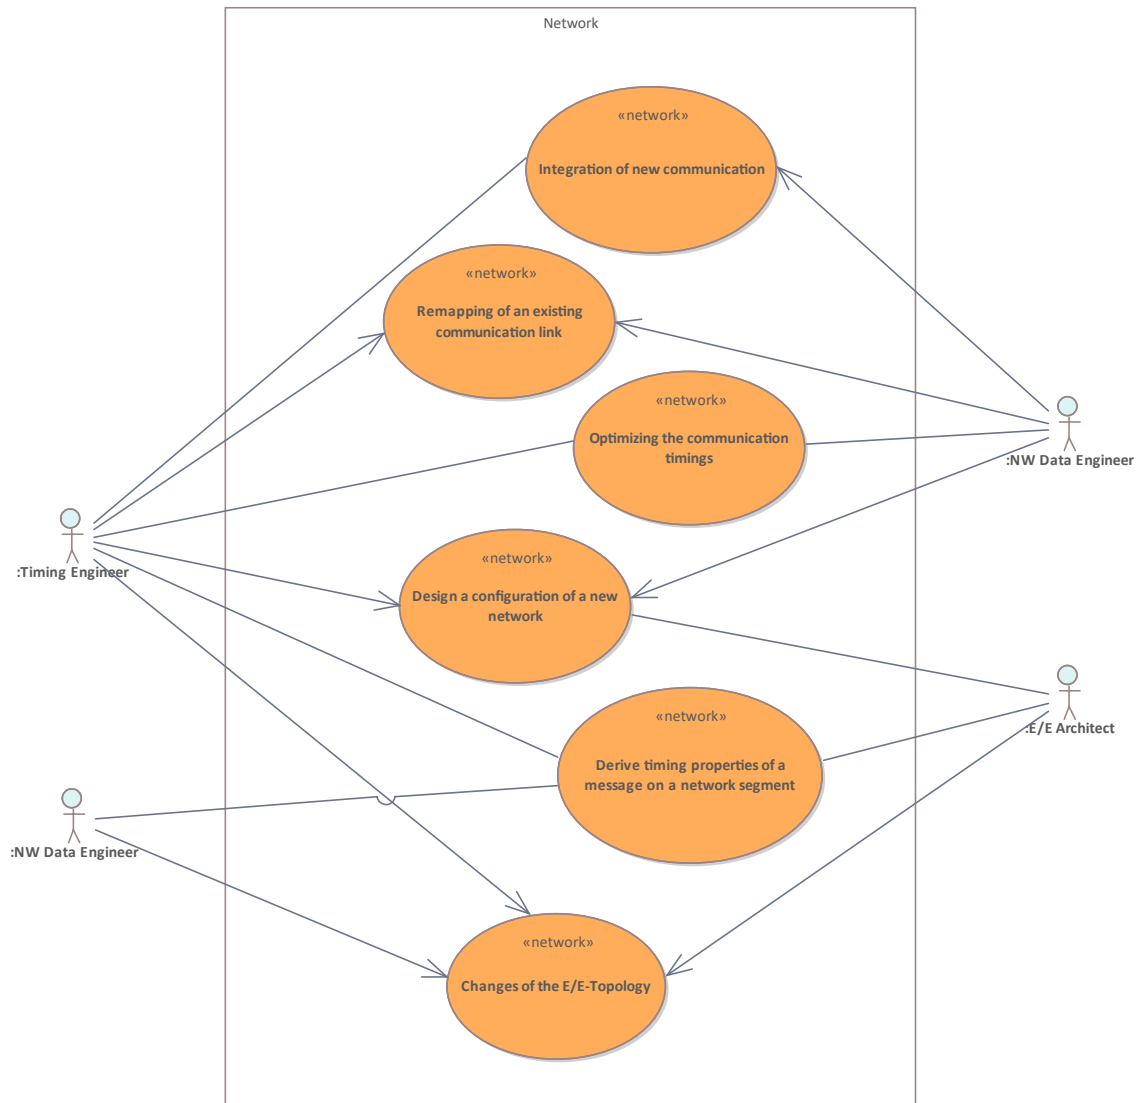 Network
«network»
Integration of new communication
«network»
Remapping of an existing
communication link
«network»
Optimizing the communication
timings
:NW Data Engineer
:Timing Engineer
«network»
Design a configuration of a new
network
«network»
Derive timing properties of a
message on a network segment
:E/E Architect
:NW Data Engineer
«network»
Changes of the E/E-Topology